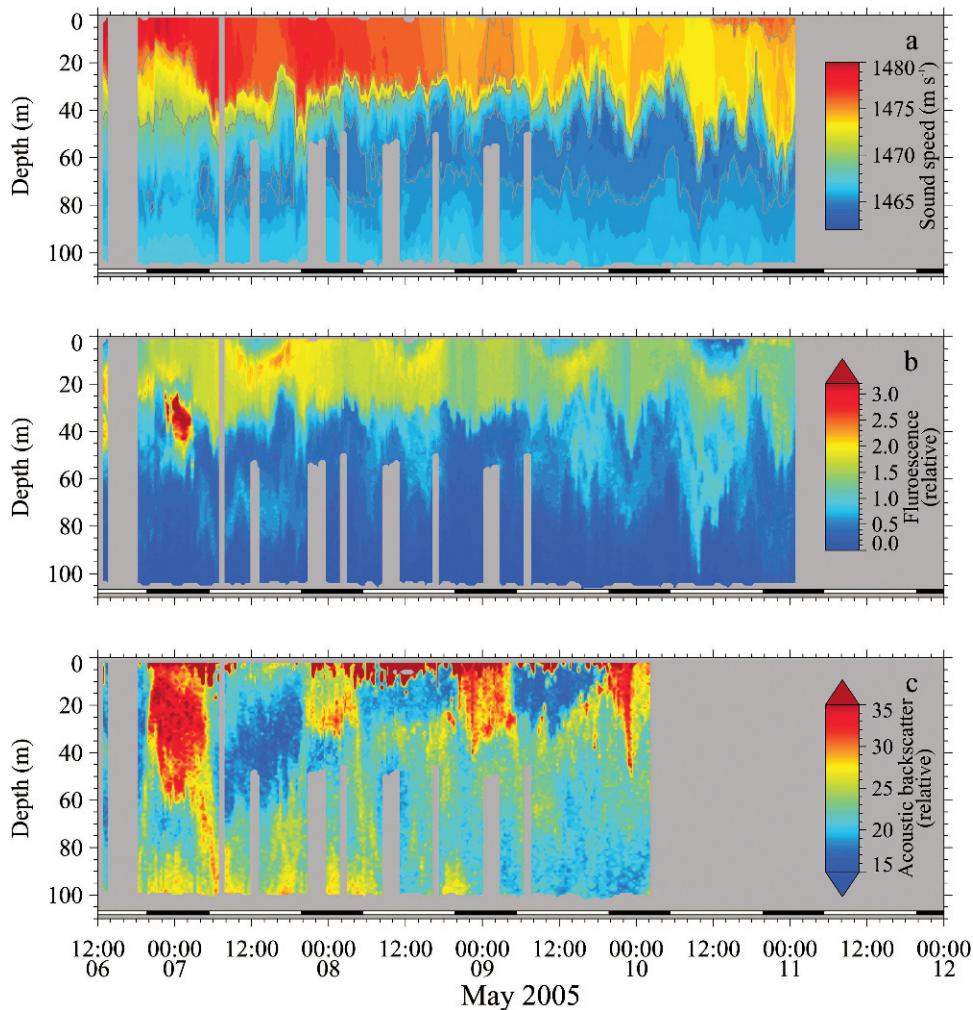 a
0
20
40
60
80
100
Depth (m)
1480
1475
1470
1465
Sound speed (m s-1)
b
0
20
40
60
80
100
Depth (m)
3.0
2.5
2.0
1.5
1.0
0.5
0.0
Fluroescence
(relative)
c
0
20
40
60
80
100
Depth (m)
35
30
25
20
15
Acoustic backscatter
(relative)
12:00 00:00 12:00 00:00 12:00 00:00 12:00 00:00 12:00 00:00 12:00 00:00
06 07 08 09 10 11 12
May 2005